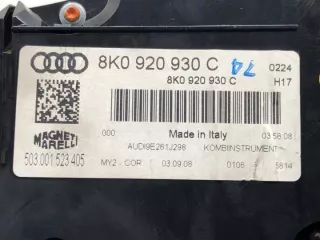 8K0 920 930 C 74 0224
8K0 920 930 C H17
MAGNETI
MARELLI
503.001.523.405
000 Made in Italy 03:58:08
AUDI9E261J298 KOMBIINSTRUMENT
MY2 - COR 03.09.08 0106 5814